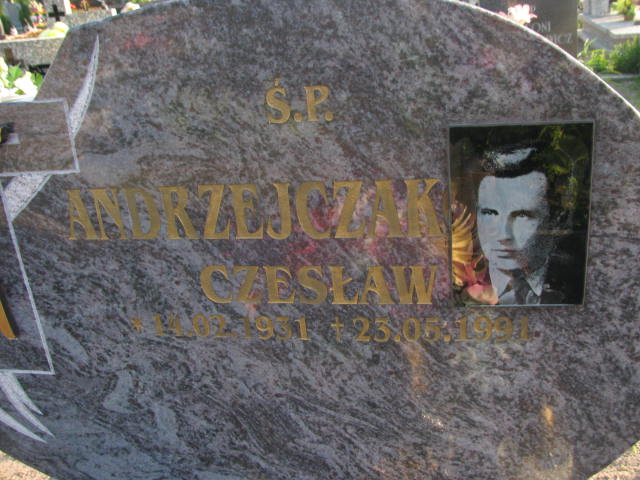 Ś.P.
ANDRZEJCZAK
CZESŁAW
* 14.02.1931 † 23.05.1991